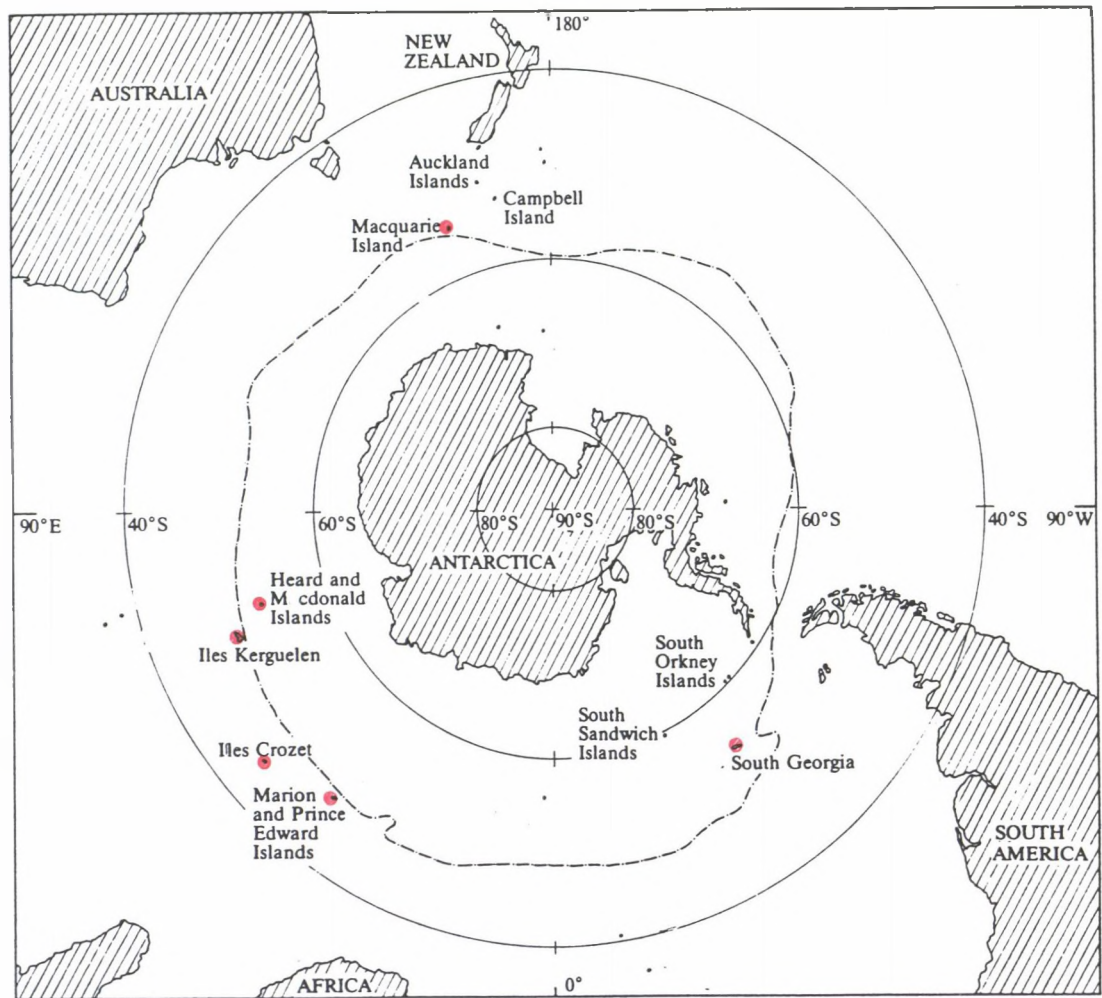 180°
NEW
ZEALAND
AUSTRALIA
Auckland
Islands
Campbell
Island
Macquarie
Island
90°E
40°S
60°S
80°S
90°S
80°S
60°S
40°S
90°W
ANTARCTICA
Heard and
M cdonald
Islands
Iles Kerguelen
South
Orkney
Islands
South
Sandwich
Islands
Iles Crozet
South Georgia
Marion
and Prince
Edward
Islands
SOUTH
AMERICA
AFRICA
0°